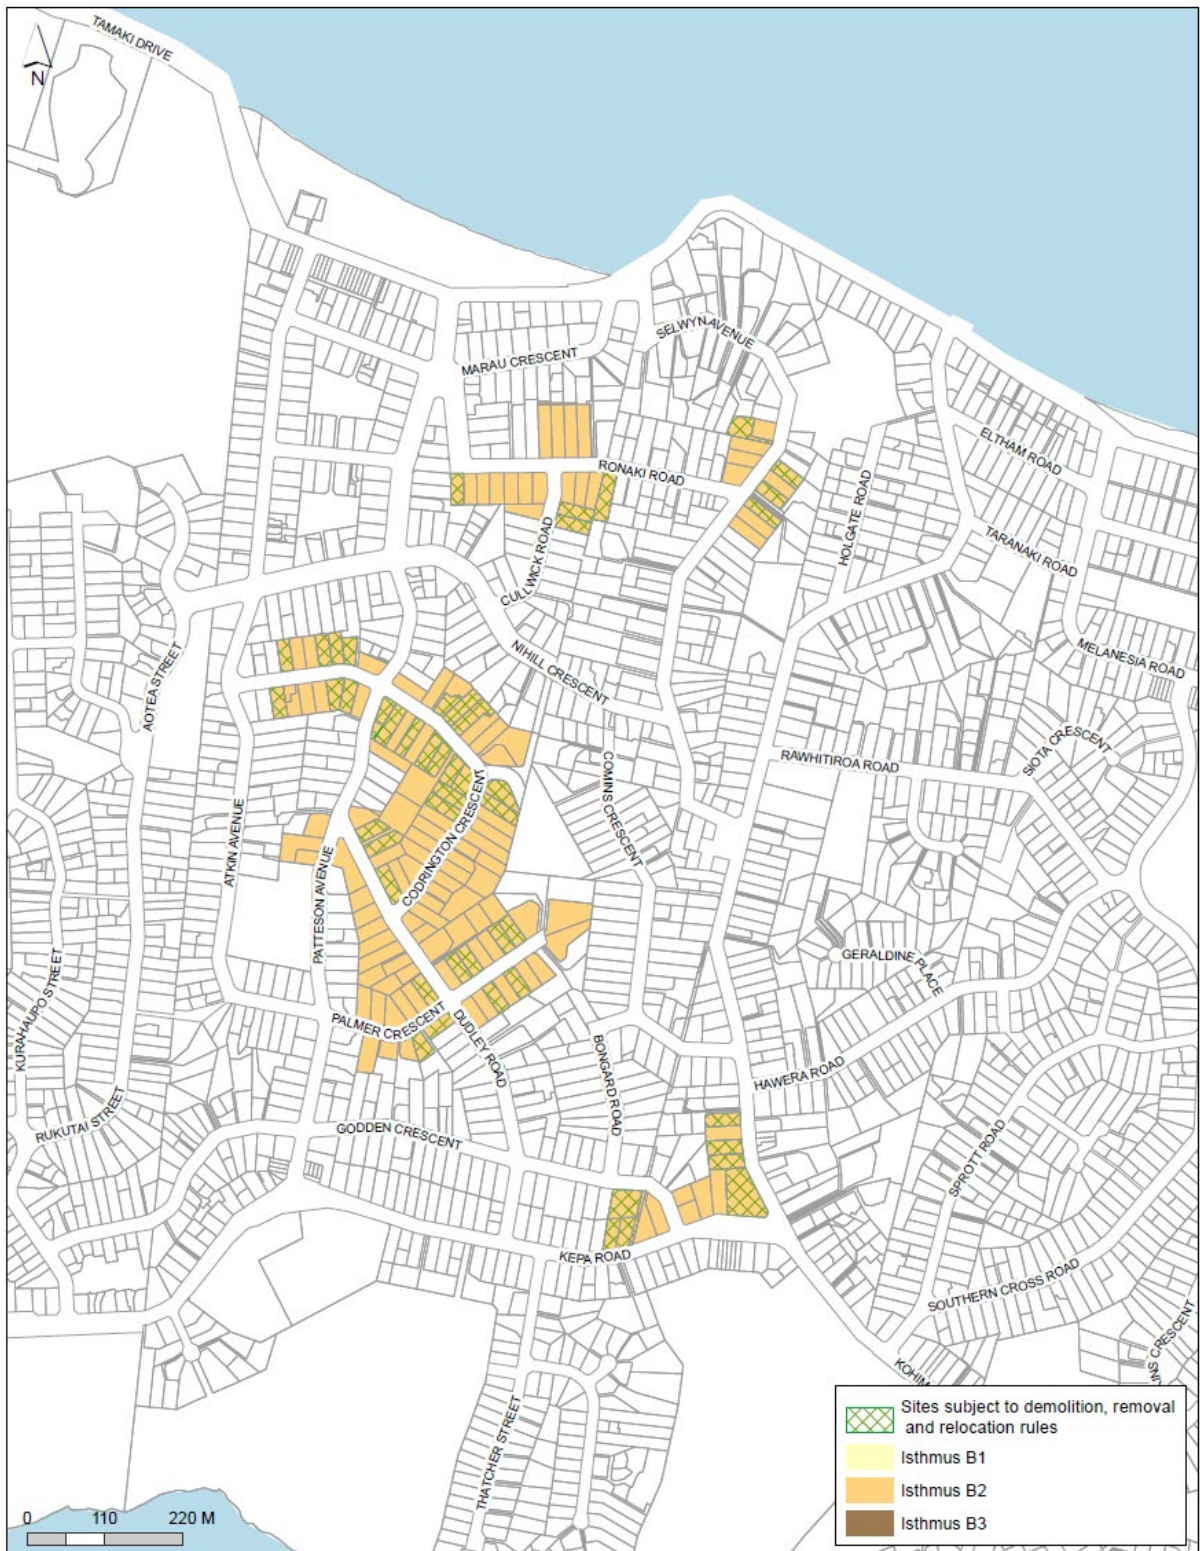 TAMAKI DRIVE
N
SELWYN AVENUE
MARAU CRESCENT
ELTHAM ROAD
RONAKI ROAD
HOLGATE ROAD
TARANAKI ROAD
CULLWICK ROAD
MELANESIA ROAD
NIHILL CRESCENT
AOTEA STREET
SIOTA CRESCENT
RAWHITIROA ROAD
COMINS CRESCENT
ATKIN AVENUE
CODRINGTON CRESCENT
PATTESON AVENUE
GERALDINE PLACE
KURAHAUPO STREET
PALMER CRESCENT
DUDLEY ROAD
BONGARD ROAD
HAWERA ROAD
RUKUTAI STREET
GODDEN CRESCENT
SPROTT ROAD
KEPA ROAD
SOUTHERN CROSS ROAD
CRESCENT
KOHIM
THATCHER STREET
Sites subject to demolition, removal
and relocation rules
Isthmus B1
Isthmus B2
Isthmus B3
0 110 220 M